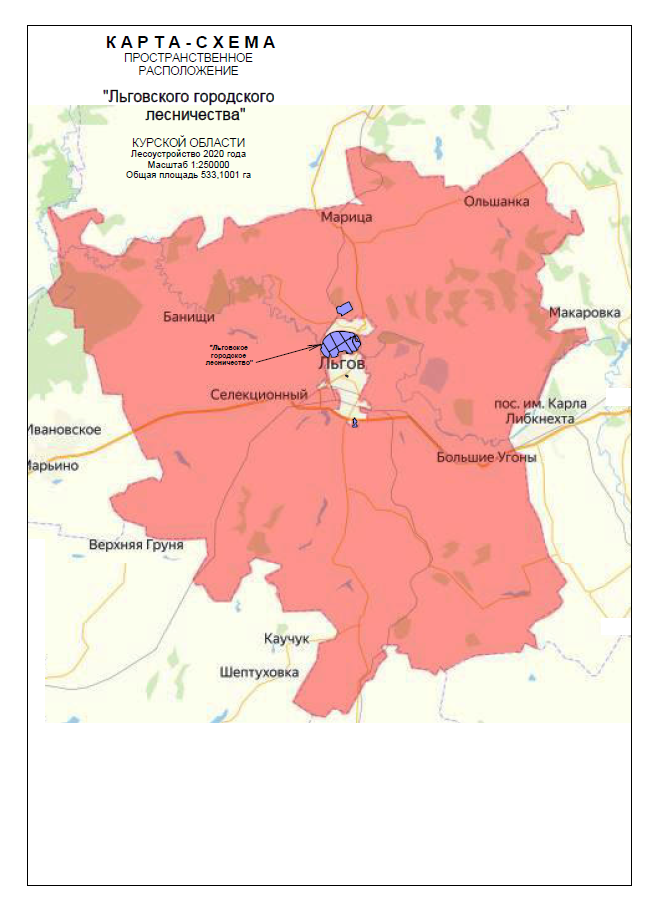 КАРТА-СХЕМА
ПРОСТРАНСТВЕННОЕ
РАСПОЛОЖЕНИЕ
"Льговского городского
лесничества"
КУРСКОЙ ОБЛАСТИ
Лесоустройство 2020 года
Масштаб 1:250000
Общая площадь 533,1001 га
Ольшанка
Марица
Банищи
Макаровка
"Льговское
городское
лесничество"
Льгов
Селекционный
пос. им. Карла
Либкнехта
Ивановское
Большие Угоны
Марьино
Верхняя Груня
Каучук
Шептуховка